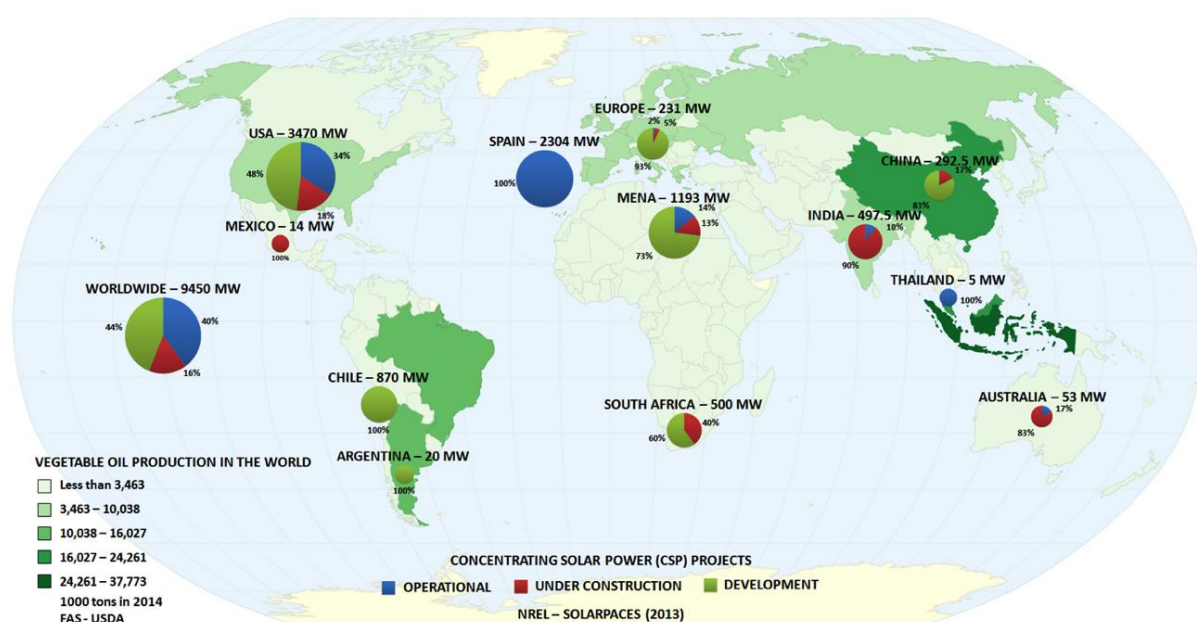 EUROPE – 231 MW
2%
5%
93%
USA – 3470 MW
34%
48%
18%
SPAIN – 2304 MW
100%
CHINA – 292.5 MW
17%
83%
MENA – 1193 MW
14%
13%
73%
INDIA – 497.5 MW
10%
90%
MEXICO – 14 MW
100%
THAILAND – 5 MW
100%
WORLDWIDE – 9450 MW
44%
40%
16%
CHILE – 870 MW
100%
SOUTH AFRICA – 500 MW
40%
60%
AUSTRALIA – 53 MW
17%
83%
ARGENTINA – 20 MW
100%
VEGETABLE OIL PRODUCTION IN THE WORLD
Less than 3,463
3,463 – 10,038
10,038 – 16,027
16,027 – 24,261
24,261 – 37,773
1000 tons in 2014
FAS - USDA
CONCENTRATING SOLAR POWER (CSP) PROJECTS
OPERATIONAL
UNDER CONSTRUCTION
DEVELOPMENT
NREL – SOLARPACES (2013)